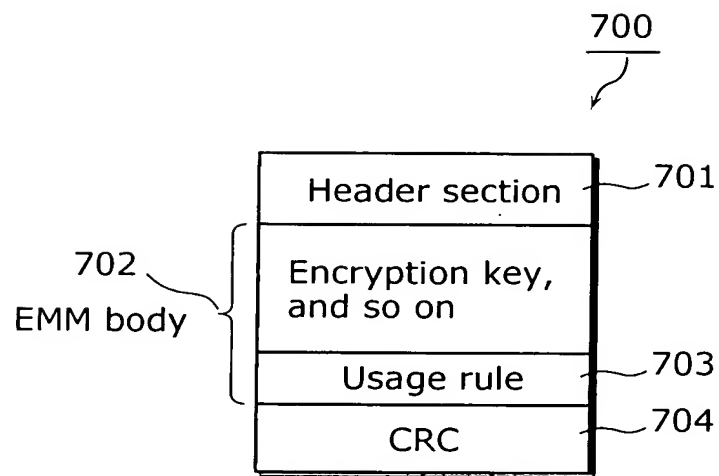 700
Header section
701
702
EMM body
Encryption key,
and so on
Usage rule
703
CRC
704